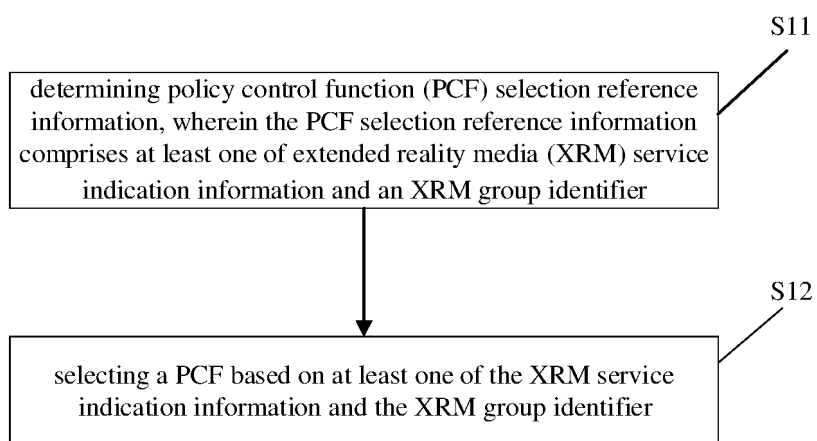 S11
determining policy control function (PCF) selection reference
information, wherein the PCF selection reference information
comprises at least one of extended reality media (XRM) service
indication information and an XRM group identifier
S12
selecting a PCF based on at least one of the XRM service
indication information and the XRM group identifier